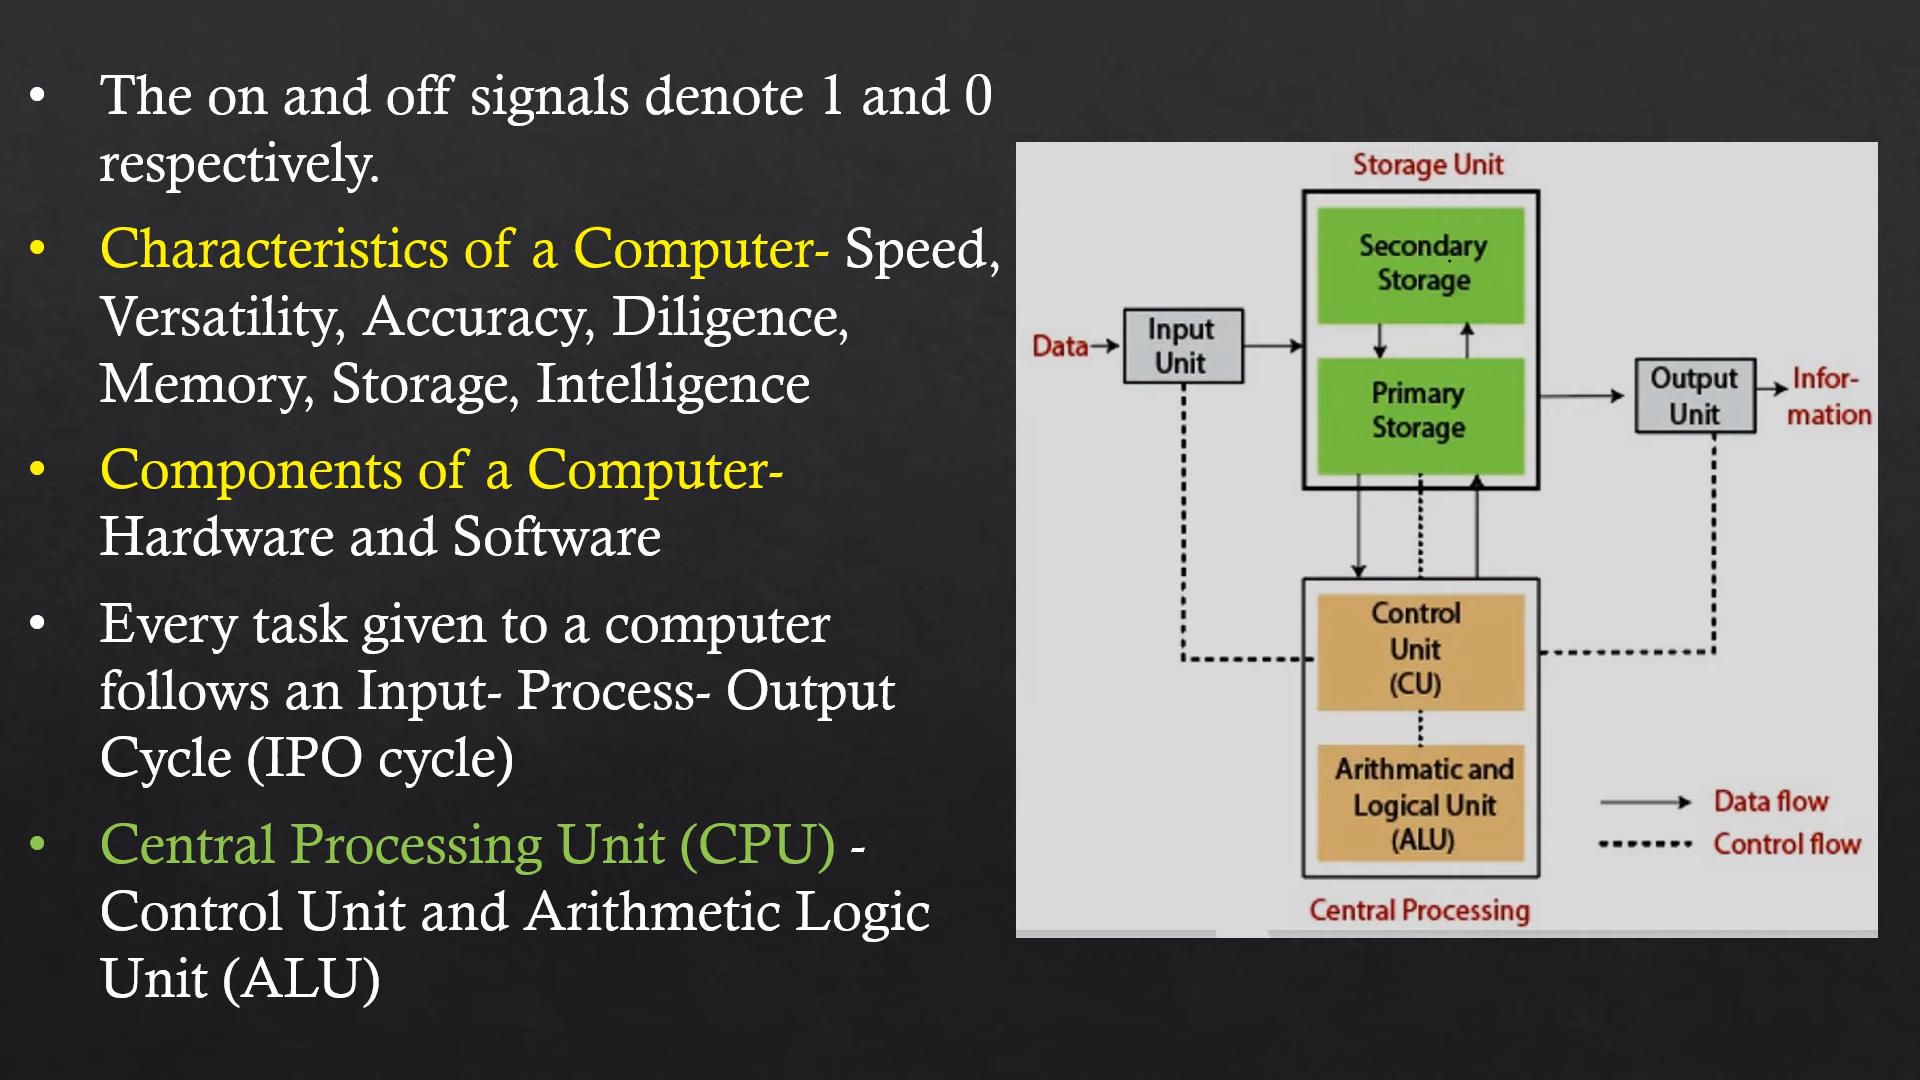 • The on and off signals denote 1 and 0
respectively.
• Characteristics of a Computer- Speed,
Versatility, Accuracy, Diligence,
Memory, Storage, Intelligence
• Components of a Computer-
Hardware and Software
• Every task given to a computer
follows an Input- Process- Output
Cycle (IPO cycle)
• Central Processing Unit (CPU) -
Control Unit and Arithmetic Logic
Unit (ALU)
Storage Unit
Secondary
Storage
Data
Input
Unit
Primary
Storage
Output
Unit
Infor-
mation
Control
Unit
(CU)
Arithmatic and
Logical Unit
(ALU)
Data flow
Control flow
Central Processing